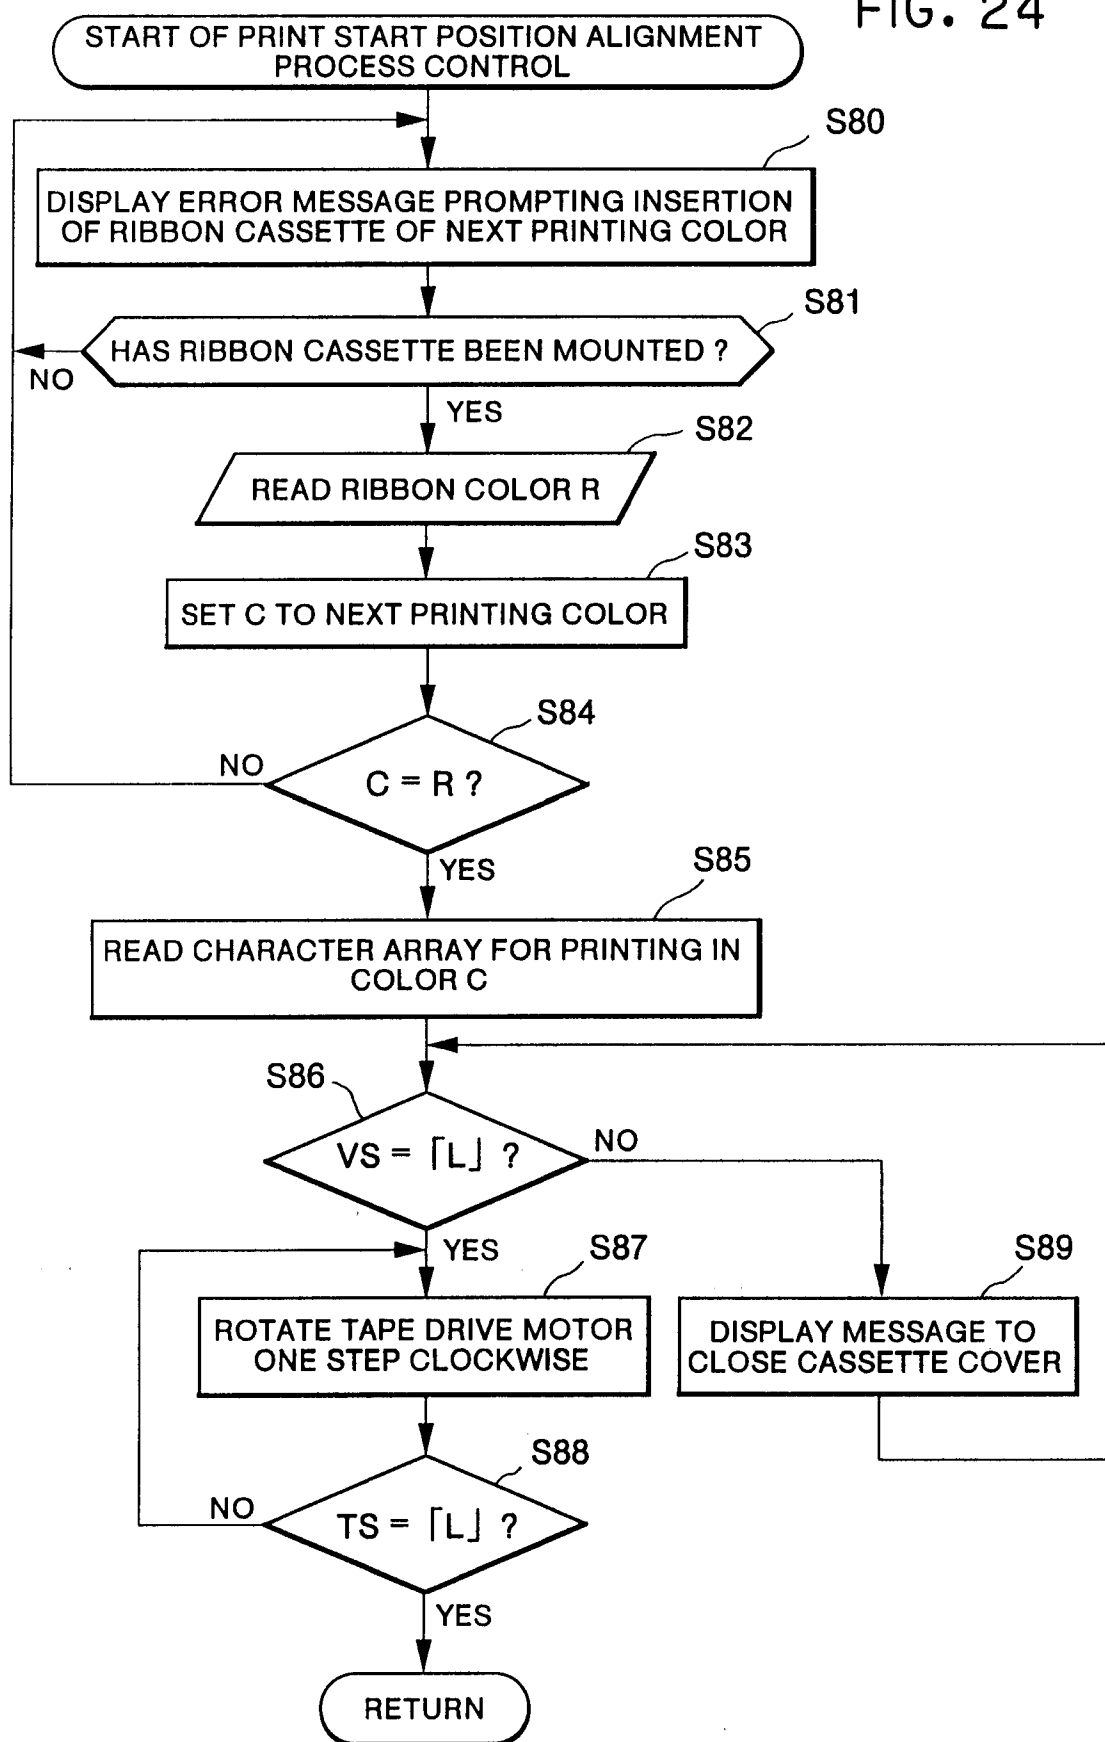 FIG. 24
START OF PRINT START POSITION ALIGNMENT
PROCESS CONTROL
S80
DISPLAY ERROR MESSAGE PROMPTING INSERTION
OF RIBBON CASSETTE OF NEXT PRINTING COLOR
S81
HAS RIBBON CASSETTE BEEN MOUNTED ?
NO
YES
S82
READ RIBBON COLOR R
S83
SET C TO NEXT PRINTING COLOR
S84
NO
C = R ?
YES
S85
READ CHARACTER ARRAY FOR PRINTING IN
COLOR C
S86
VS = ⌈L⌋ ?
NO
YES
S87
S89
ROTATE TAPE DRIVE MOTOR
ONE STEP CLOCKWISE
DISPLAY MESSAGE TO
CLOSE CASSETTE COVER
S88
NO
TS = ⌈L⌋ ?
YES
RETURN